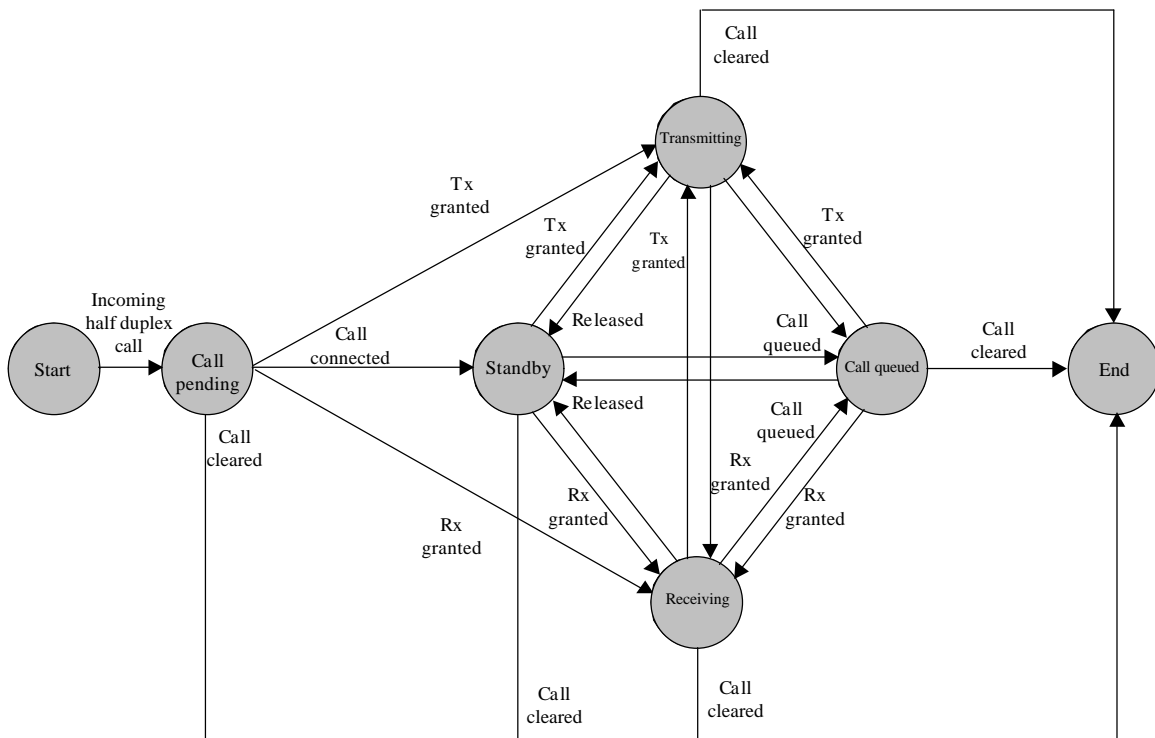 Call
cleared
Transmitting
Tx
granted
Tx
granted
Tx
granted
Tx
granted
Incoming
half duplex
call
Released
Call
connected
Call
queued
Call
cleared
Start
Call
pending
Standby
Call queued
End
Released
Call
queued
Call
cleared
Rx
granted
Rx
granted
Rx
granted
Rx
granted
Receiving
Call
cleared
Call
cleared